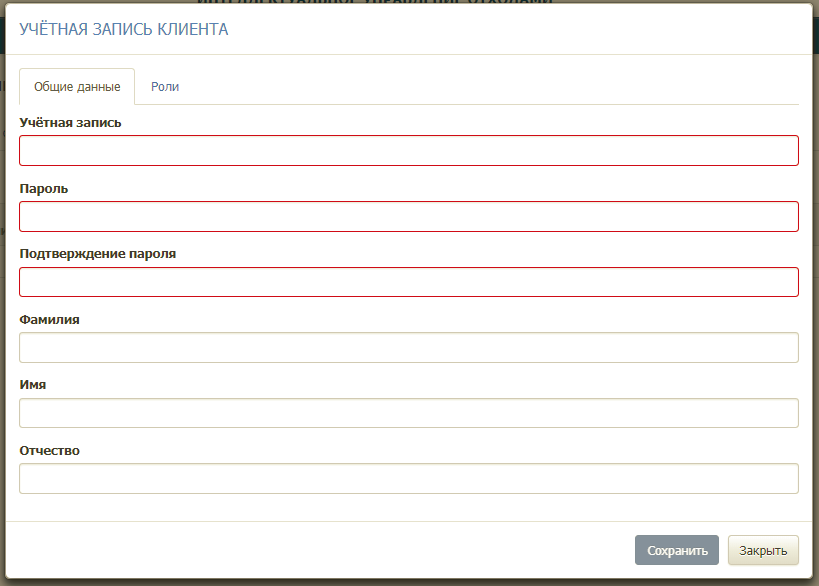 УЧЁТНАЯ ЗАПИСЬ КЛИЕНТА
Общие данные Роли
Учётная запись
Пароль
Подтверждение пароля
Фамилия
Имя
Отчество
Сохранить Закрыть